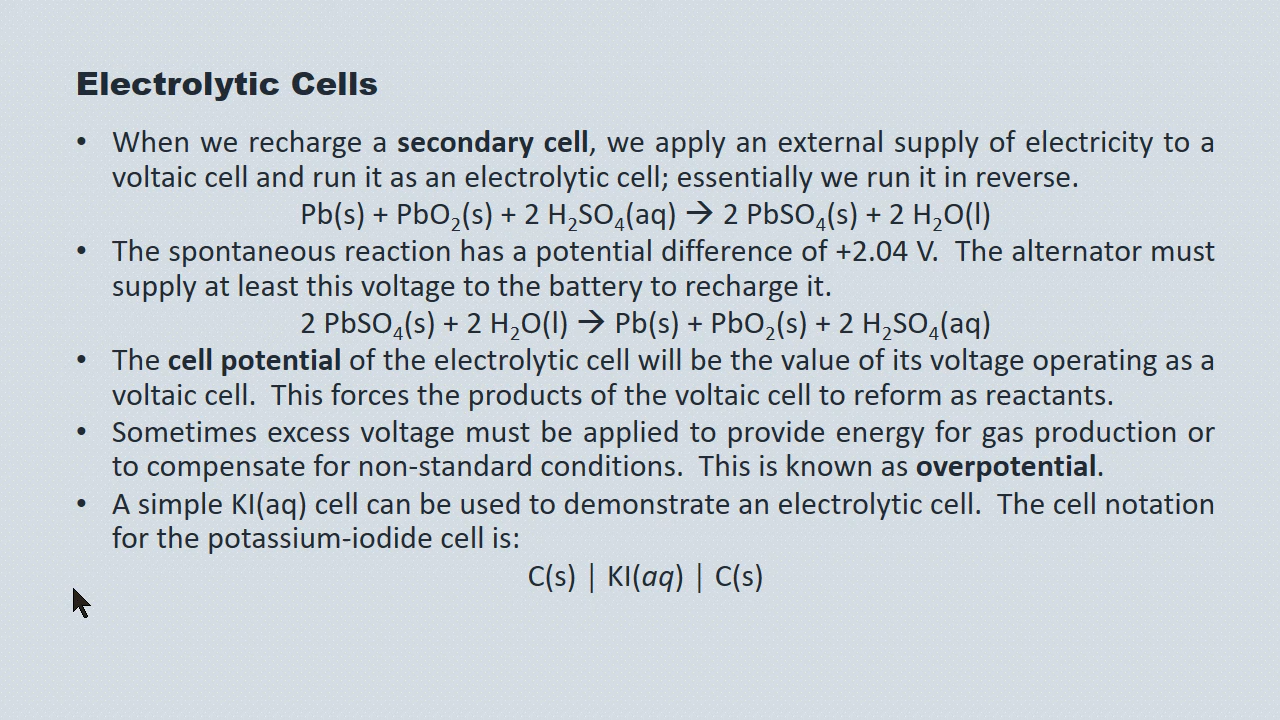 Electrolytic Cells
• When we recharge a secondary cell, we apply an external supply of electricity to a
voltaic cell and run it as an electrolytic cell; essentially we run it in reverse.
Pb(s) + PbO₂(s) + 2 H₂SO₄(aq) → 2 PbSO₄(s) + 2 H₂O(l)
• The spontaneous reaction has a potential difference of +2.04 V.  The alternator must
supply at least this voltage to the battery to recharge it.
2 PbSO₄(s) + 2 H₂O(l) → Pb(s) + PbO₂(s) + 2 H₂SO₄(aq)
• The cell potential of the electrolytic cell will be the value of its voltage operating as a
voltaic cell.  This forces the products of the voltaic cell to reform as reactants.
• Sometimes excess voltage must be applied to provide energy for gas production or
to compensate for non-standard conditions.  This is known as overpotential.
• A simple KI(aq) cell can be used to demonstrate an electrolytic cell.  The cell notation
for the potassium-iodide cell is:
C(s) | KI(aq) | C(s)